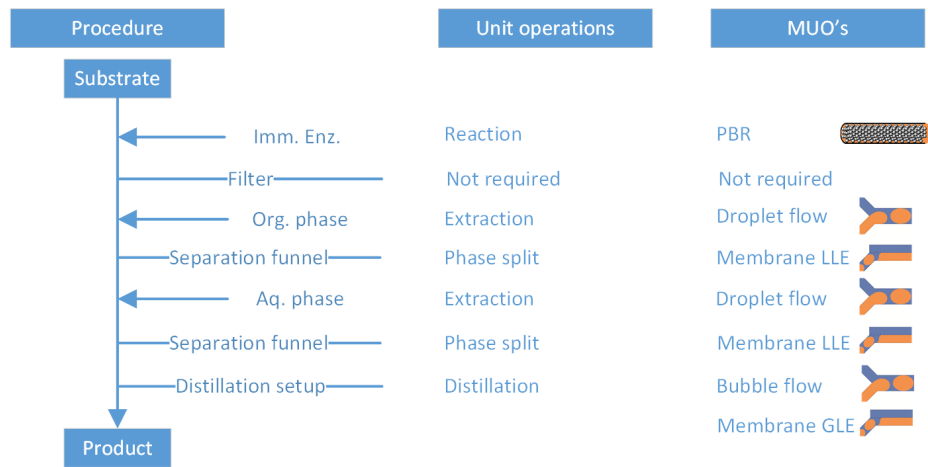 Procedure Unit operations MUO's
Substrate
Imm. Enz. Reaction PBR
Filter Not required Not required
Org. phase Extraction Droplet flow
Separation funnel Phase split Membrane LLE
Aq. phase Extraction Droplet flow
Separation funnel Phase split Membrane LLE
Distillation setup Distillation Bubble flow
Membrane GLE
Product